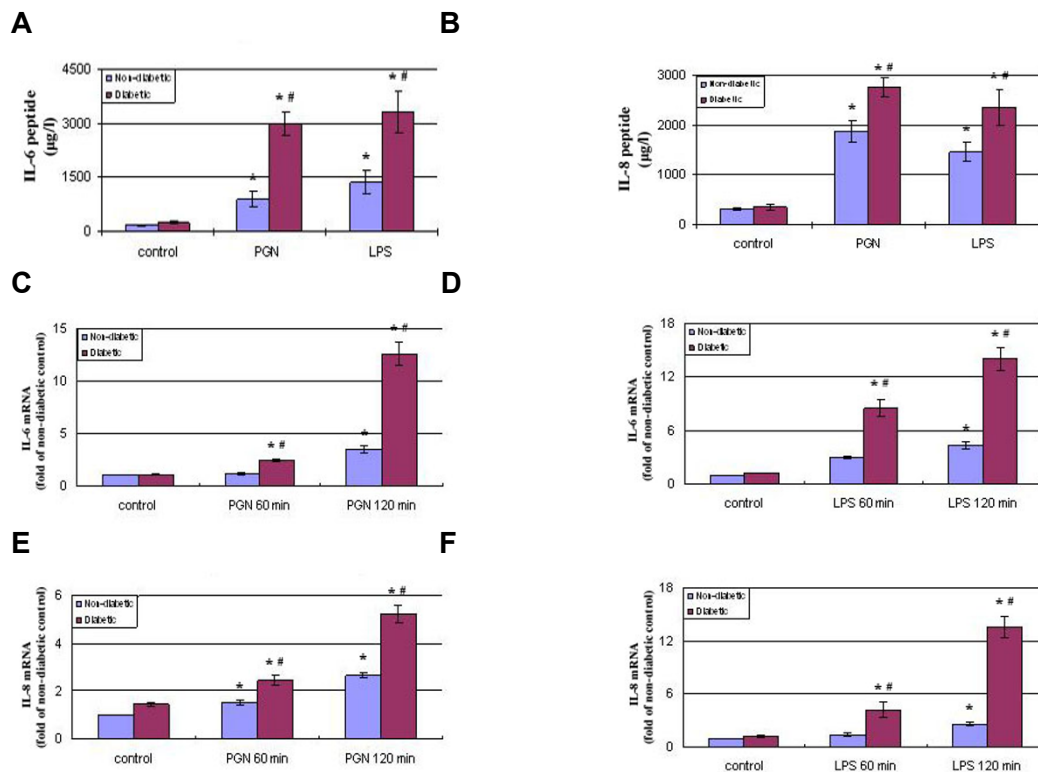 A
B
Non-diabetic
Diabetic
IL-6 peptide
(µg/l)
4500
3000
1500
0
* * # * * #
control PGN LPS
Non-diabetic
Diabetic
IL-8 peptide
(µg/l)
3000
2000
1000
0
* * # * * #
control PGN LPS
C
D
Non-diabetic
Diabetic
IL-6 mRNA
(fold of non-diabetic control)
15
10
5
0
* # * * #
control PGN 60 min PGN 120 min
Non-diabetic
Diabetic
IL-6 mRNA
(fold of non-diabetic control)
18
12
6
0
* # * * #
control LPS 60 min LPS 120 min
E
F
Non-diabetic
Diabetic
IL-8 mRNA
(fold of non-diabetic control)
6
4
2
0
* * # * * #
control PGN 60 min PGN 120 min
Non-diabetic
Diabetic
IL-8 mRNA
(fold of non-diabetic control)
18
12
6
0
* # * * #
control LPS 60 min LPS 120 min